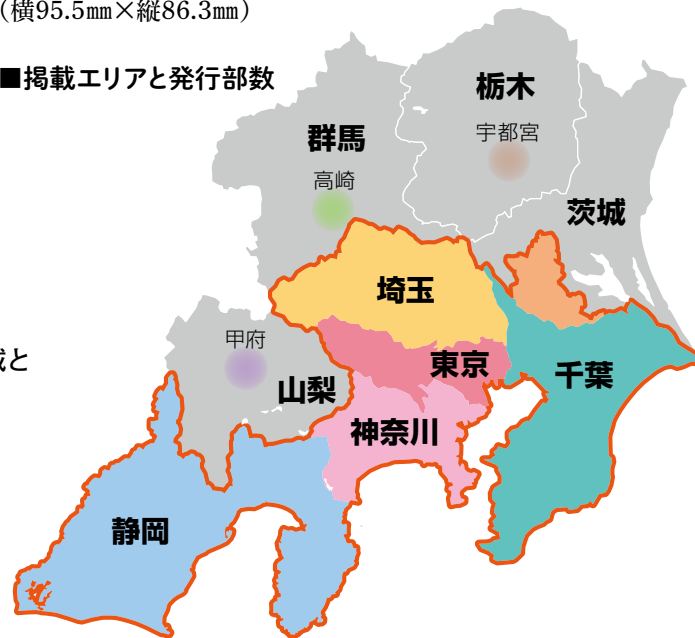 （横95.5㎜×縦86.3㎜）
■掲載エリアと発行部数
栃木
宇都宮
群馬
高崎
茨城
埼玉
と
甲府
東京
千葉
山梨
神奈川
静岡